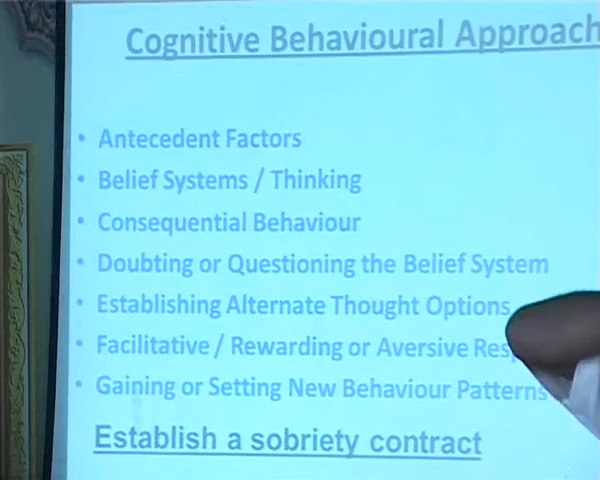 Cognitive Behavioural Approach
• Antecedent Factors
• Belief Systems / Thinking
• Consequential Behaviour
• Doubting or Questioning the Belief System
• Establishing Alternate Thought Options
• Facilitative / Rewarding or Aversive
• Gaining or Setting New Behaviour Patterns
Establish a sobriety contract